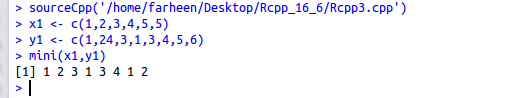 > sourceCpp('/home/farheen/Desktop/Rcpp_16_6/Rcpp3.cpp')
> x1 <- c(1,2,3,4,5,5)
> y1 <- c(1,24,3,1,3,4,5,6)
> mini(x1,y1)
[1] 1 2 3 1 3 4 1 2
>